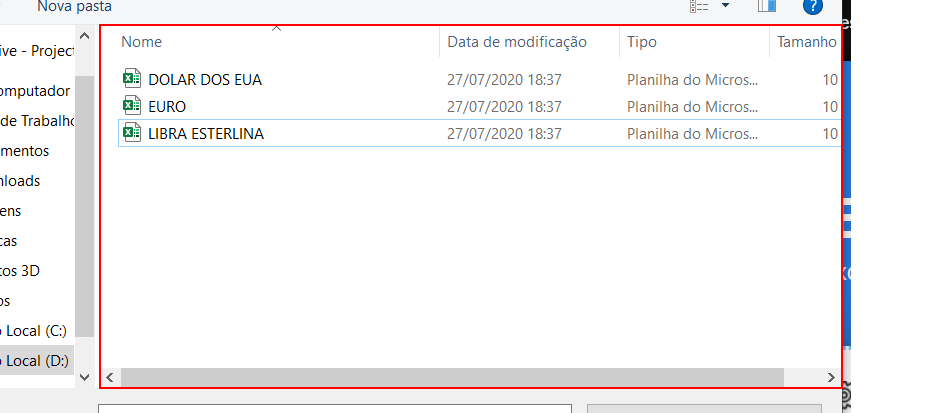 Nova pasta
Nome Data de modificação Tipo Tamanho
ive - Project
omputador
de Trabalho
mentos
nloads
ens
cas
tos 3D
os
o Local (C:)
o Local (D:)
DOLAR DOS EUA 27/07/2020 18:37 Planilha do Micros... 10
EURO 27/07/2020 18:37 Planilha do Micros... 10
LIBRA ESTERLINA 27/07/2020 18:37 Planilha do Micros... 10